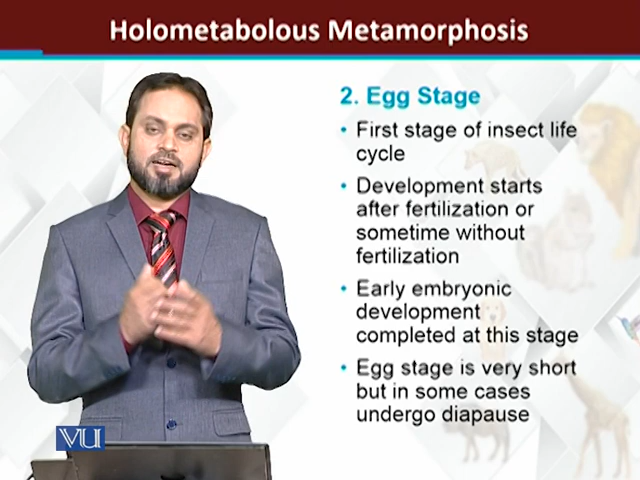 Holometabolous Metamorphosis
2. Egg Stage
• First stage of insect life
cycle
• Development starts
after fertilization or
sometime without
fertilization
• Early embryonic
development
completed at this stage
• Egg stage is very short
but in some cases
undergo diapause
VU